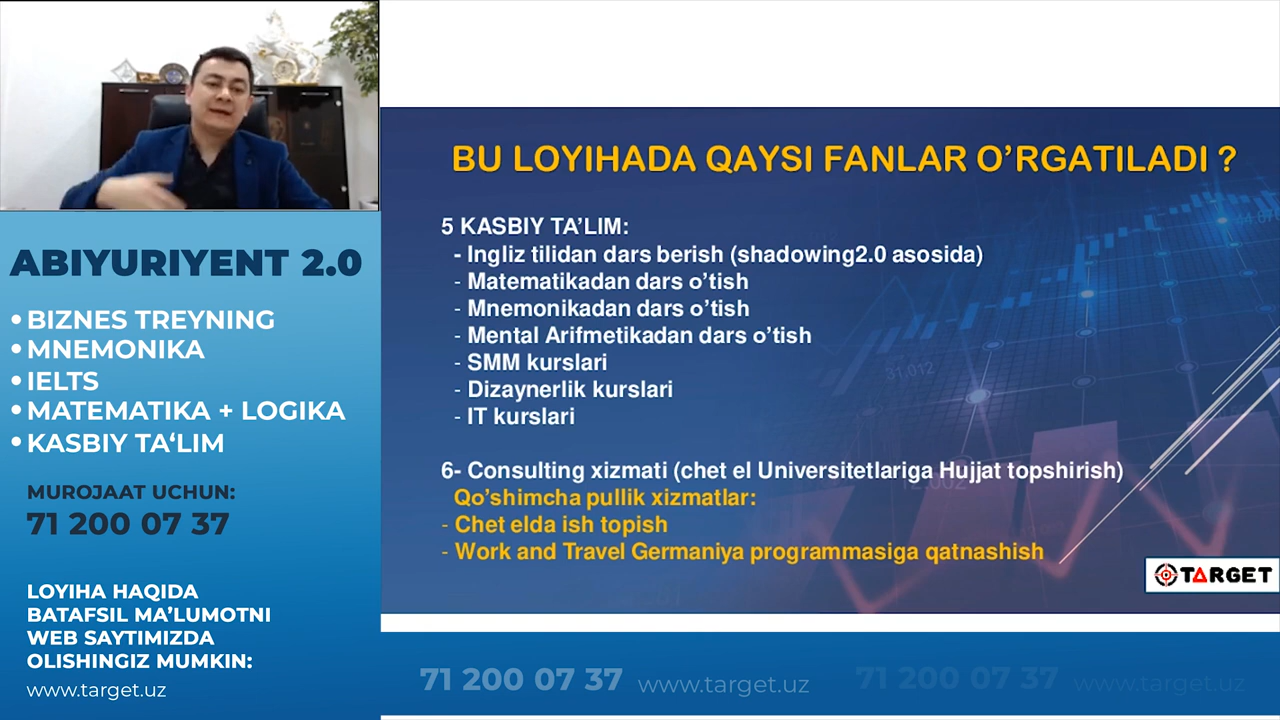 ABIYURIYENT 2.0
• BIZNES TREYNING
• MNEMONIKA
• IELTS
• MATEMATIKA + LOGIKA
• KASBIY TA‘LIM
MUROJAAT UCHUN:
71 200 07 37
LOYIHA HAQIDA
BATAFSIL MA’LUMOTNI
WEB SAYTIMIZDA
OLISHINGIZ MUMKIN:
www.target.uz
BU LOYIHADA QAYSI FANLAR O’RGATILADI ?
5 KASBIY TA’LIM:
- Ingliz tilidan dars berish (shadowing2.0 asosida)
- Matematikadan dars o’tish
- Mnemonikadan dars o’tish
- Mental Arifmetikadan dars o’tish
- SMM kurslari
- Dizaynerlik kurslari
- IT kurslari
6- Consulting xizmati (chet el Universitetlariga Hujjat topshirish)
Qo’shimcha pullik xizmatlar:
- Chet elda ish topish
- Work and Travel Germaniya programmasiga qatnashish
31.012
TARGET
71 200 07 37 www.target.uz 71 200 07 37 www.target.uz